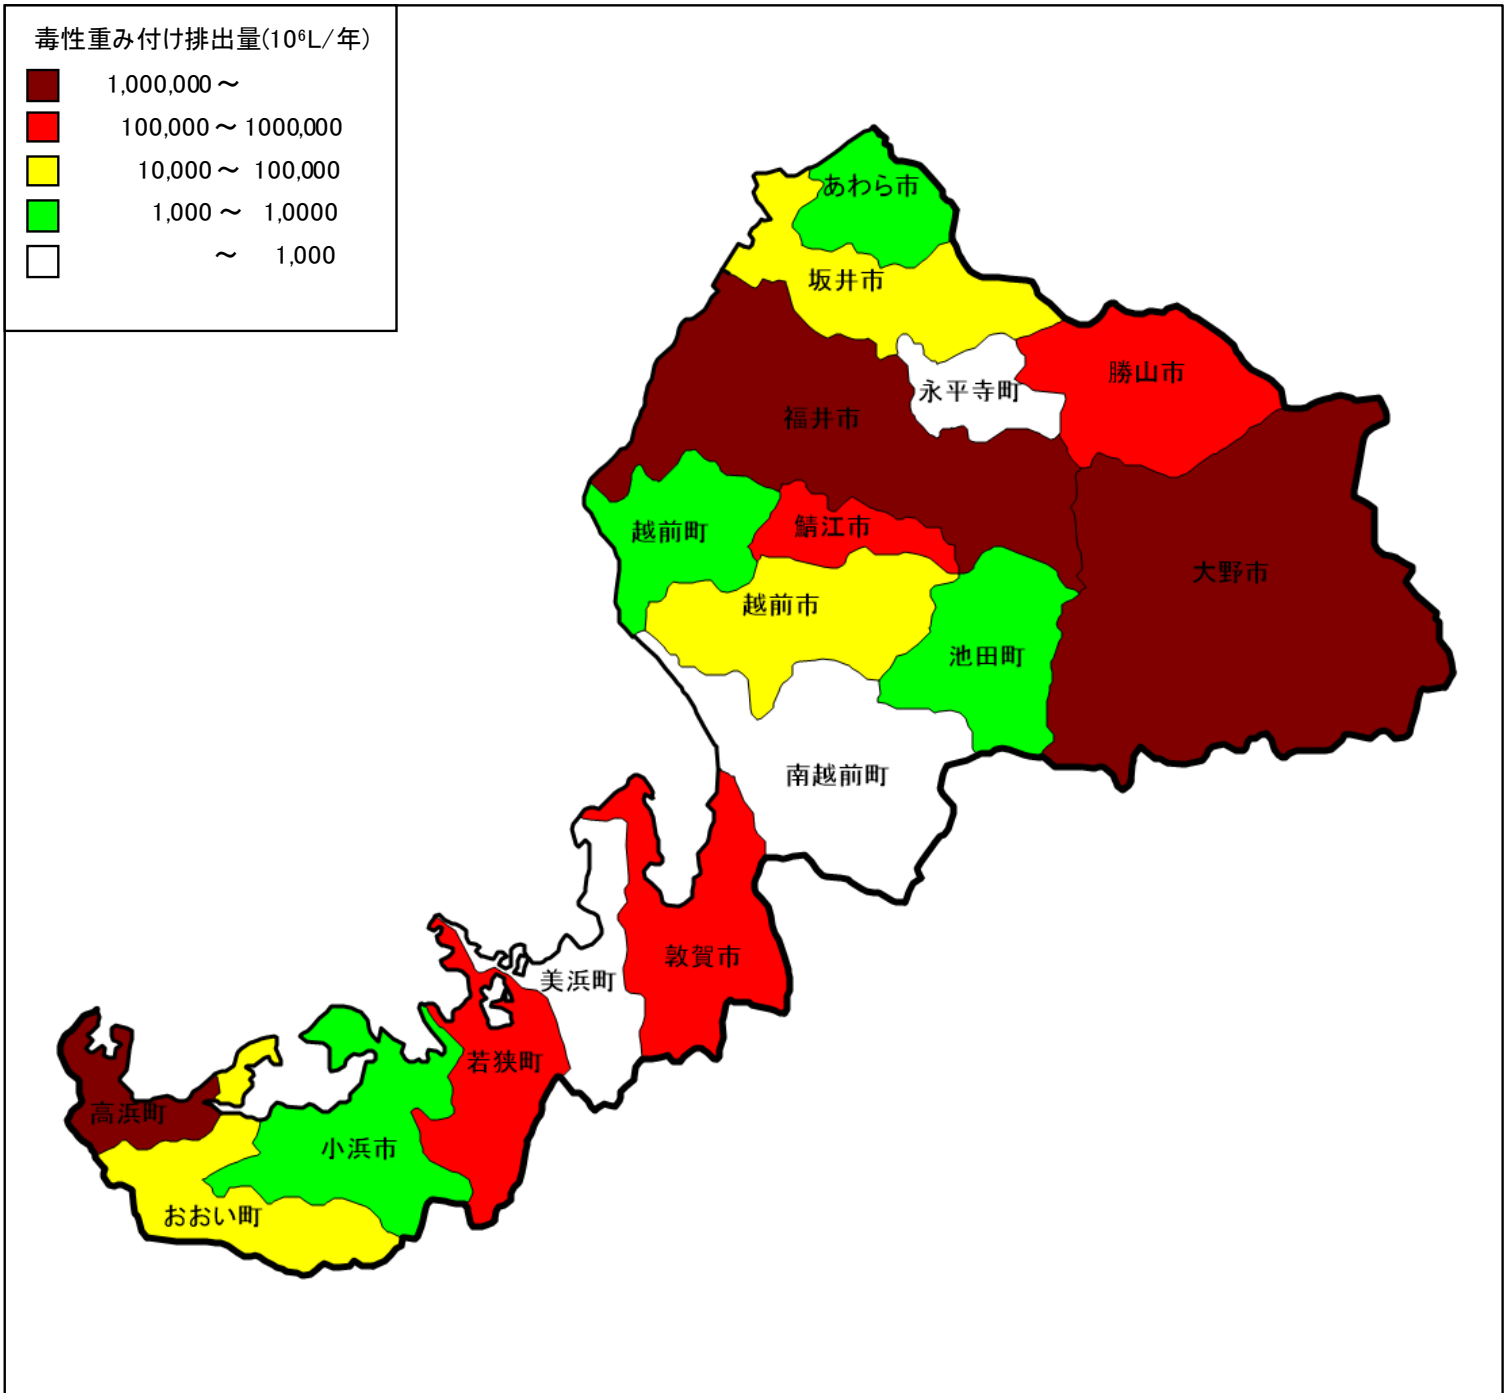 毒性重み付け排出量(10⁶L/年)
1,000,000～
100,000～1000,000
10,000～ 100,000
1,000～ 1,0000
～ 1,000
あわら市
坂井市
勝山市
永平寺町
福井市
鯖江市
越前町
大野市
越前市
池田町
南越前町
敦賀市
美浜町
若狭町
高浜町
小浜市
おおい町